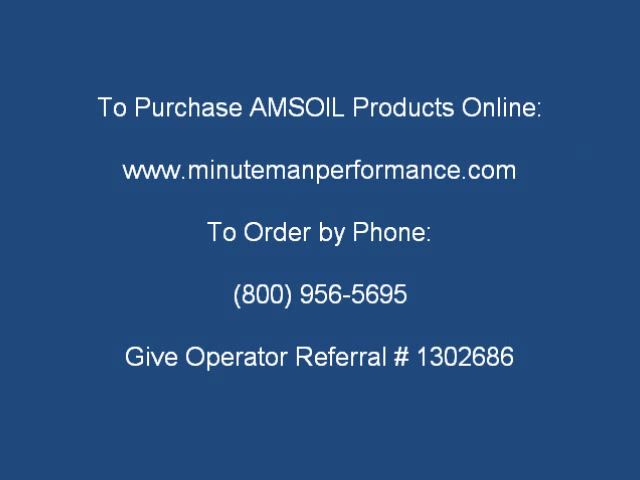 To Purchase AMSOIL Products Online:
www.minutemanperformance.com
To Order by Phone:
(800) 956-5695
Give Operator Referral # 1302686